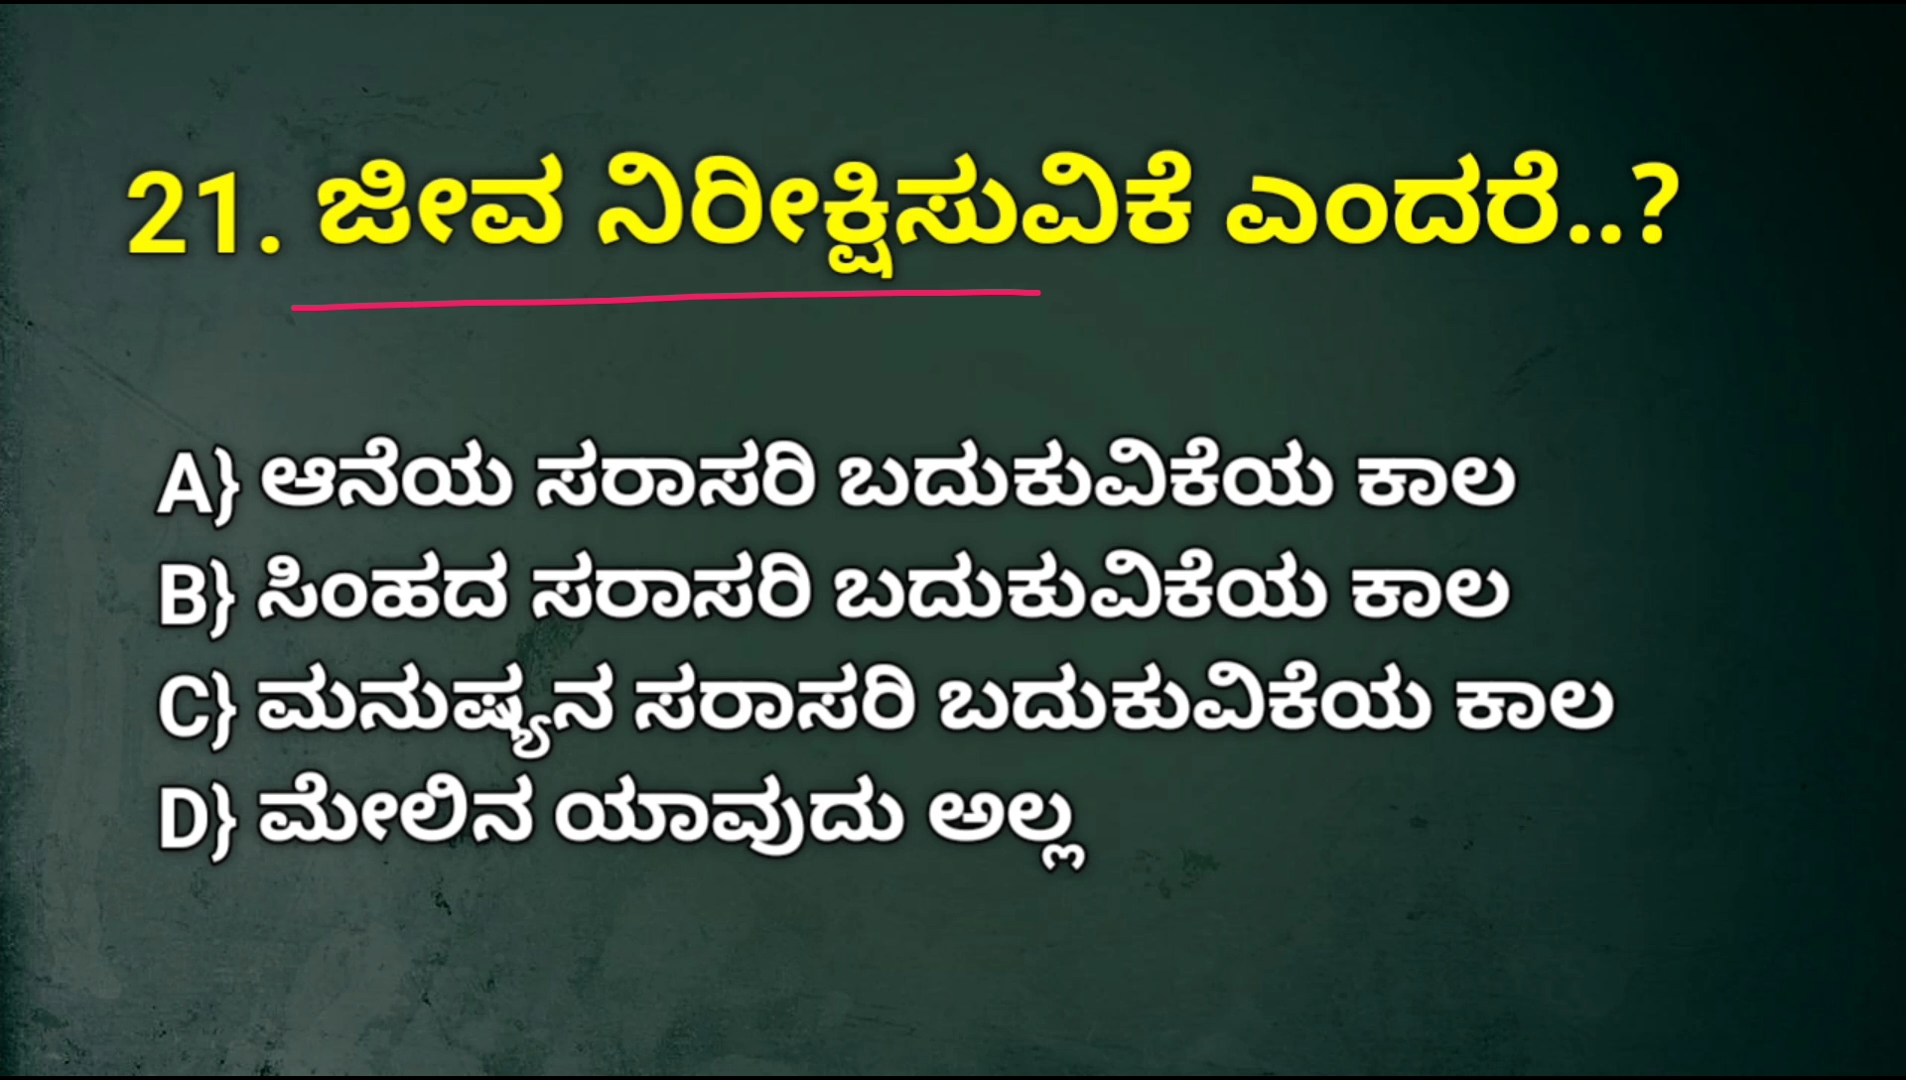 21. ಜೀವ ನಿರೀಕ್ಷಿಸುವಿಕೆ ಎಂದರೆ..?
A} ಆನೆಯ ಸರಾಸರಿ ಬದುಕುವಿಕೆಯ ಕಾಲ
B} ಸಿಂಹದ ಸರಾಸರಿ ಬದುಕುವಿಕೆಯ ಕಾಲ
C} ಮನುಷ್ಯನ ಸರಾಸರಿ ಬದುಕುವಿಕೆಯ ಕಾಲ
D} ಮೇಲಿನ ಯಾವುದು ಅಲ್ಲ